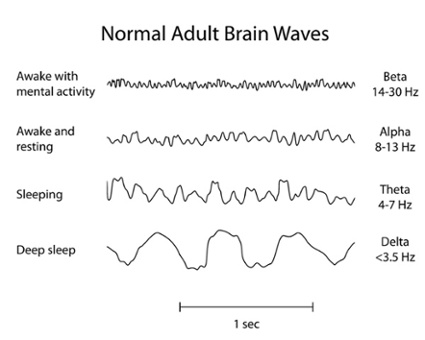 Normal Adult Brain Waves
Awake with
mental activity
Beta
14-30 Hz
Awake and
resting
Alpha
8-13 Hz
Sleeping
Theta
4-7 Hz
Deep sleep
Delta
<3.5 Hz
1 sec